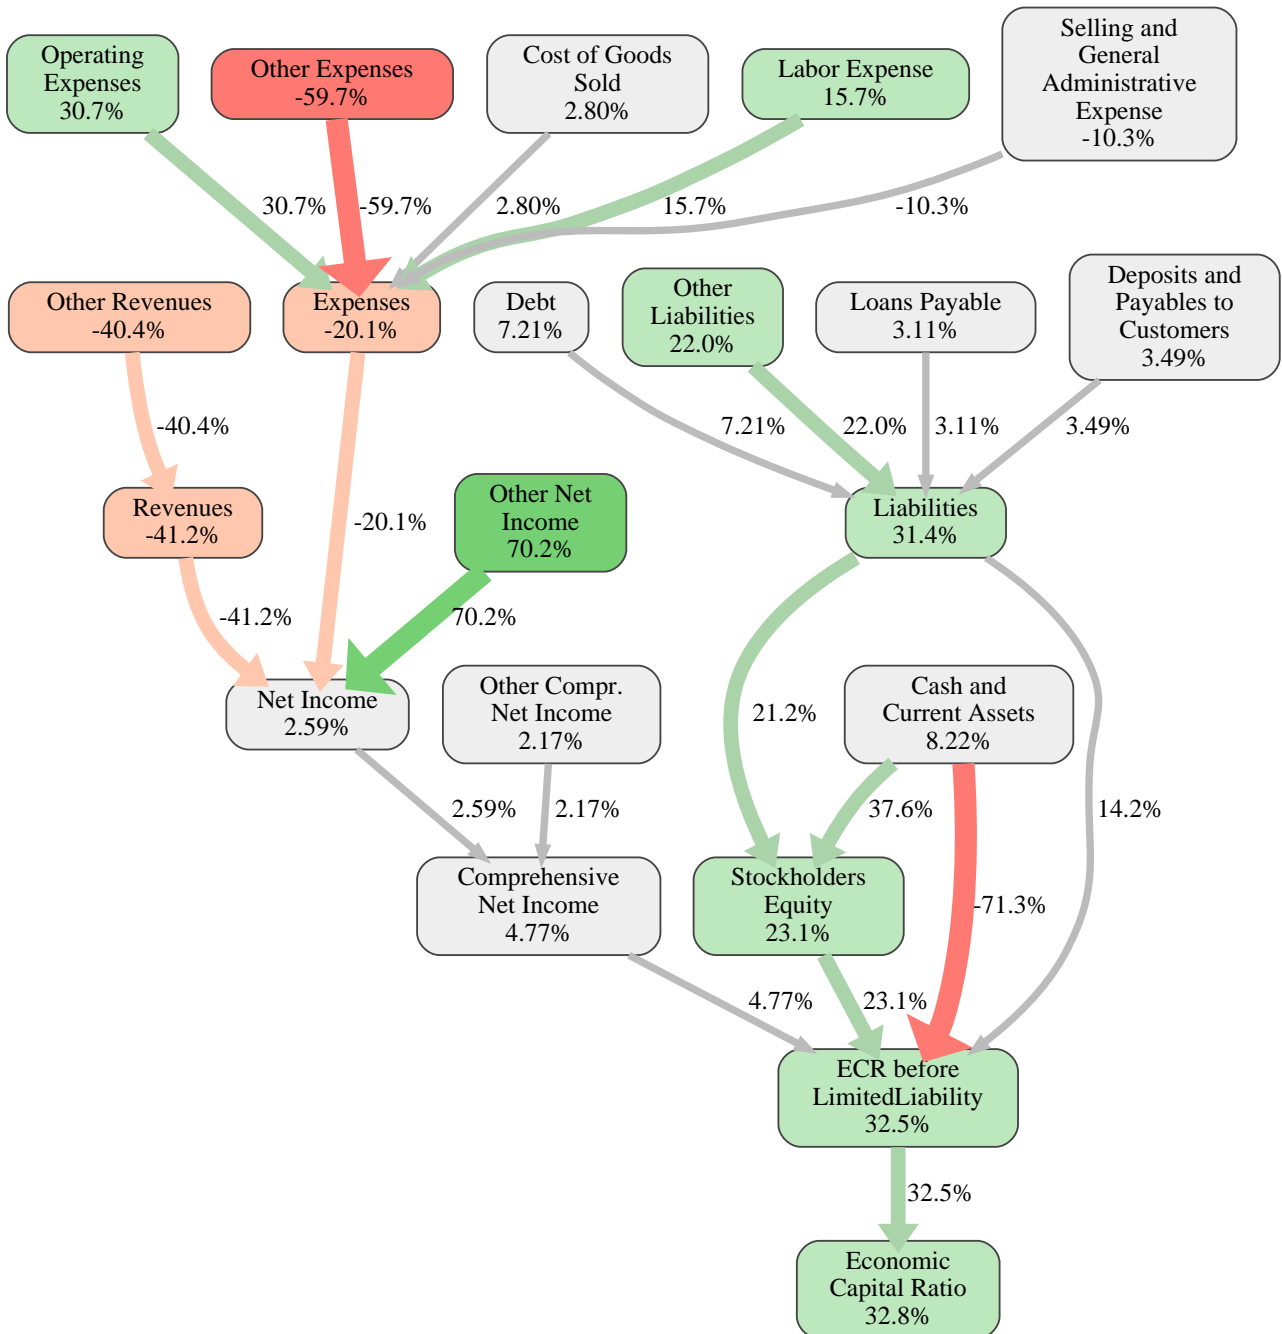 Operating
Expenses
30.7%
Other Expenses
-59.7%
Cost of Goods
Sold
2.80%
Labor Expense
15.7%
Selling and
General
Administrative
Expense
-10.3%
30.7%
-59.7%
2.80%
15.7%
-10.3%
Other Revenues
-40.4%
Expenses
-20.1%
Debt
7.21%
Other
Liabilities
22.0%
Loans Payable
3.11%
Deposits and
Payables to
Customers
3.49%
-40.4%
7.21%
22.0%
3.11%
3.49%
Revenues
-41.2%
-20.1%
Other Net
Income
70.2%
Liabilities
31.4%
-41.2%
70.2%
Net Income
2.59%
Other Compr.
Net Income
2.17%
21.2%
Cash and
Current Assets
8.22%
2.59%
2.17%
37.6%
14.2%
Comprehensive
Net Income
4.77%
Stockholders
Equity
23.1%
-71.3%
4.77%
23.1%
ECR before
LimitedLiability
32.5%
32.5%
Economic
Capital Ratio
32.8%